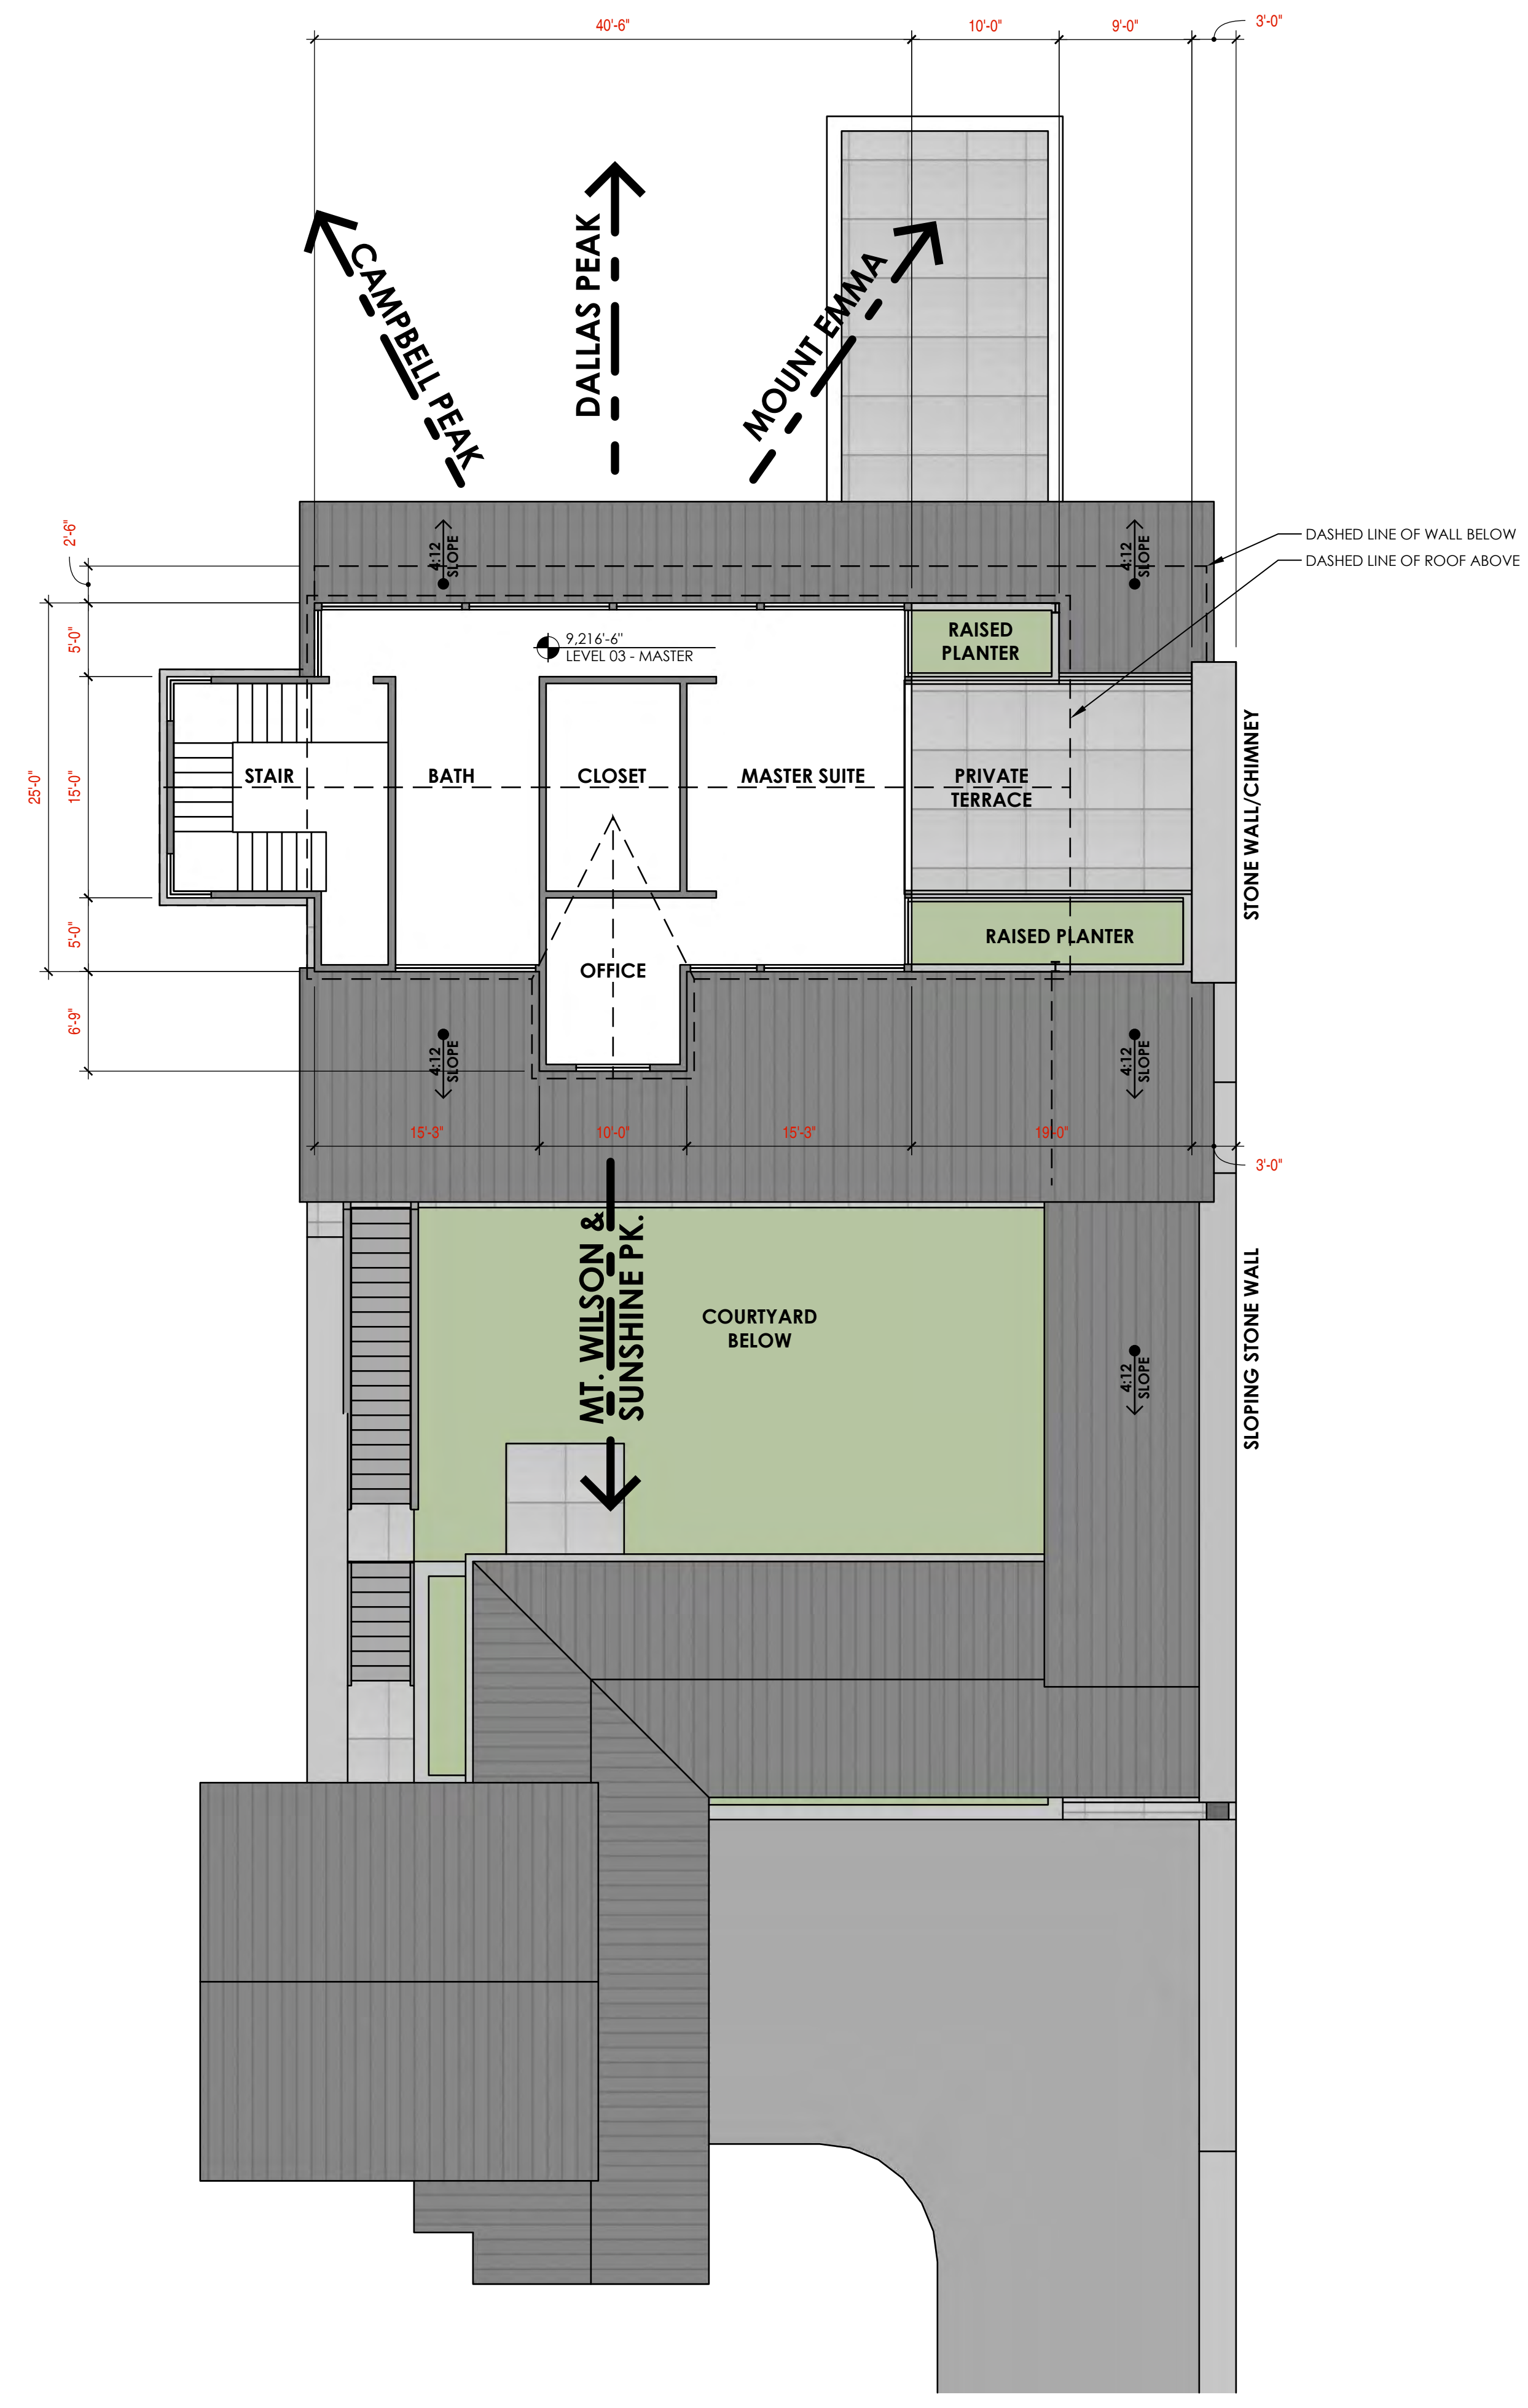 40'-6"
10'-0"
9'-0"
3'-0"
CAMPBELL PEAK
DALLAS PEAK
MOUNT EMMA
2'-6"
4:12
SLOPE
4:12
SLOPE
DASHED LINE OF WALL BELOW
DASHED LINE OF ROOF ABOVE
5'-0"
9,216'-6"
LEVEL 03 - MASTER
RAISED
PLANTER
25'-0"
15'-0"
STAIR
BATH
CLOSET
MASTER SUITE
PRIVATE
TERRACE
STONE WALL/CHIMNEY
5'-0"
OFFICE
RAISED PLANTER
6'-9"
4:12
SLOPE
4:12
SLOPE
15'-3"
10'-0"
15'-3"
19'-0"
3'-0"
MT. WILSON &
SUNSHINE PK.
COURTYARD
BELOW
4:12
SLOPE
SLOPING STONE WALL